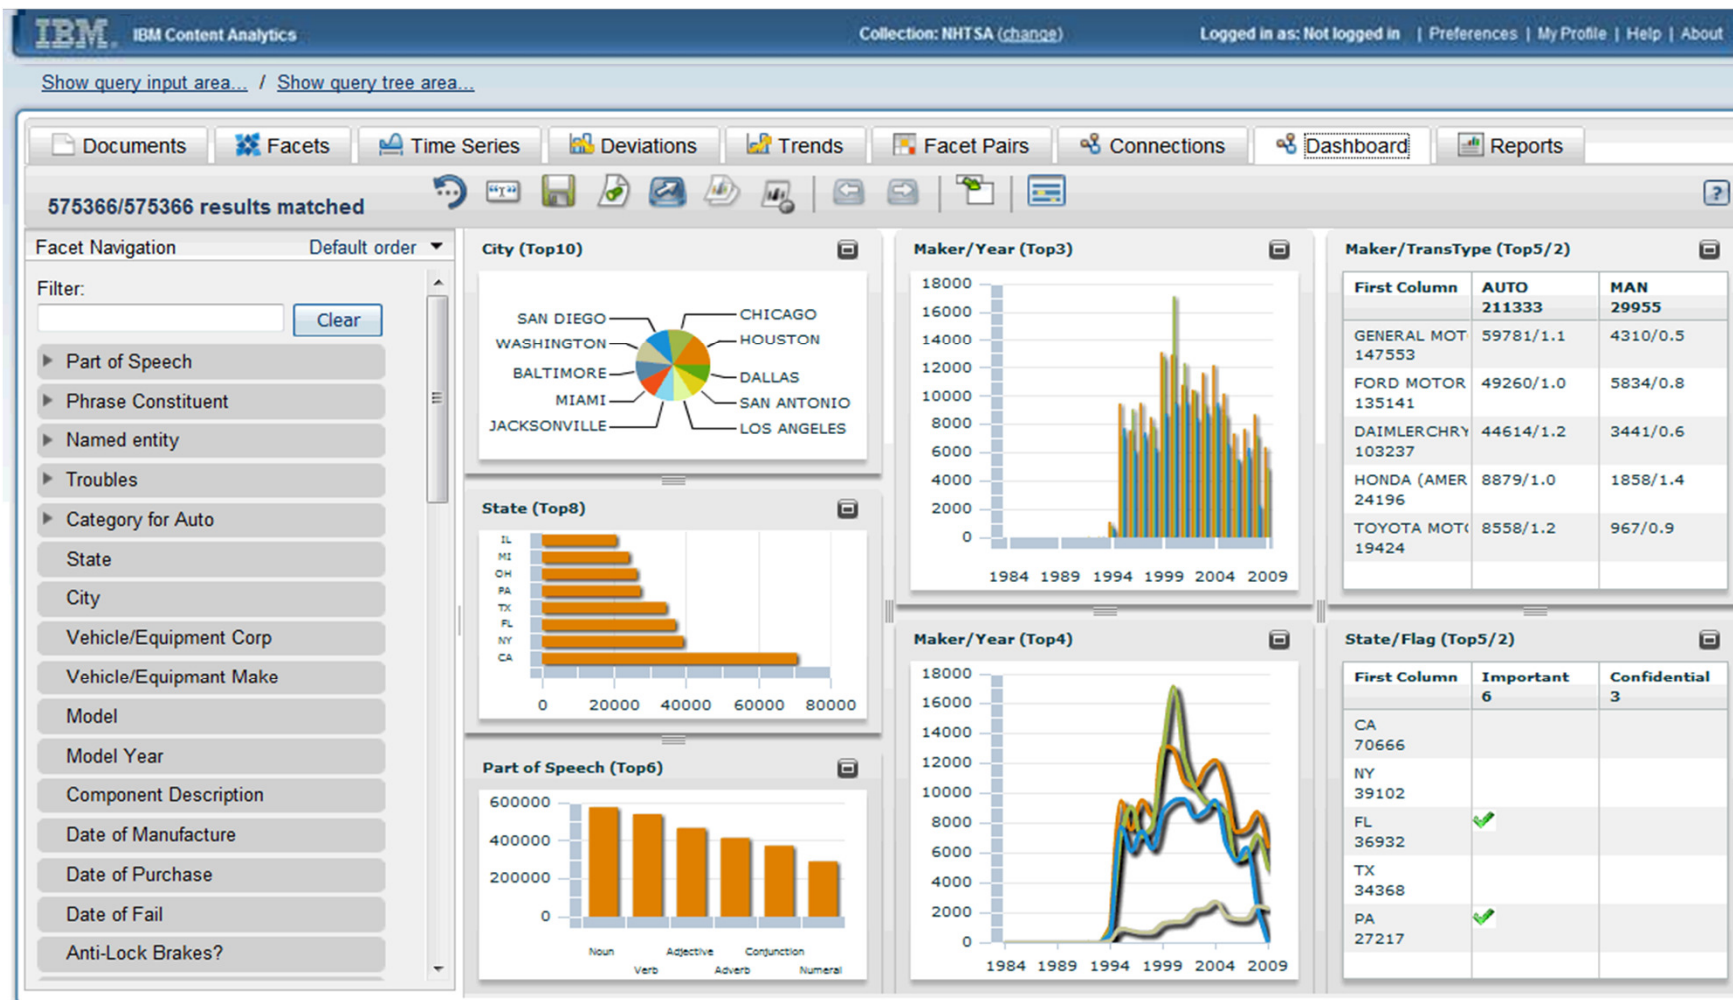 IBM. IBM Content Analytics
Collection: NHTSA (change)
Logged in as: Not logged in | Preferences | My Profile | Help | About
Show query input area... / Show query tree area...
Documents
Facets
Time Series
Deviations
Trends
Facet Pairs
Connections
Dashboard
Reports
575366/575366 results matched
?
Facet Navigation
Default order
Filter:
Clear
Part of Speech
Phrase Constituent
Named entity
Troubles
Category for Auto
State
City
Vehicle/Equipment Corp
Vehicle/Equipmant Make
Model
Model Year
Component Description
Date of Manufacture
Date of Purchase
Date of Fail
Anti-Lock Brakes?
City (Top10)
SAN DIEGO
CHICAGO
WASHINGTON
HOUSTON
BALTIMORE
DALLAS
MIAMI
SAN ANTONIO
JACKSONVILLE
LOS ANGELES
State (Top8)
IL
MI
OH
PA
TX
FL
NY
CA
0 20000 40000 60000 80000
Part of Speech (Top6)
600000
400000
200000
0
Noun Adjective Conjunction
Verb Adverb Numeral
Maker/Year (Top3)
18000
16000
14000
12000
10000
8000
6000
4000
2000
0
1984 1989 1994 1999 2004 2009
Maker/Year (Top4)
18000
16000
14000
12000
10000
8000
6000
4000
2000
0
1984 1989 1994 1999 2004 2009
Maker/TransType (Top5/2)
First Column AUTO MAN
211333 29955
GENERAL MOT 59781/1.1 4310/0.5
147553
FORD MOTOR 49260/1.0 5834/0.8
135141
DAIMLERCHRY 44614/1.2 3441/0.6
103237
HONDA (AMER 8879/1.0 1858/1.4
24196
TOYOTA MOT 8558/1.2 967/0.9
19424
State/Flag (Top5/2)
First Column Important Confidential
6 3
CA
70666
NY
39102
FL
36932
TX
34368
PA
27217